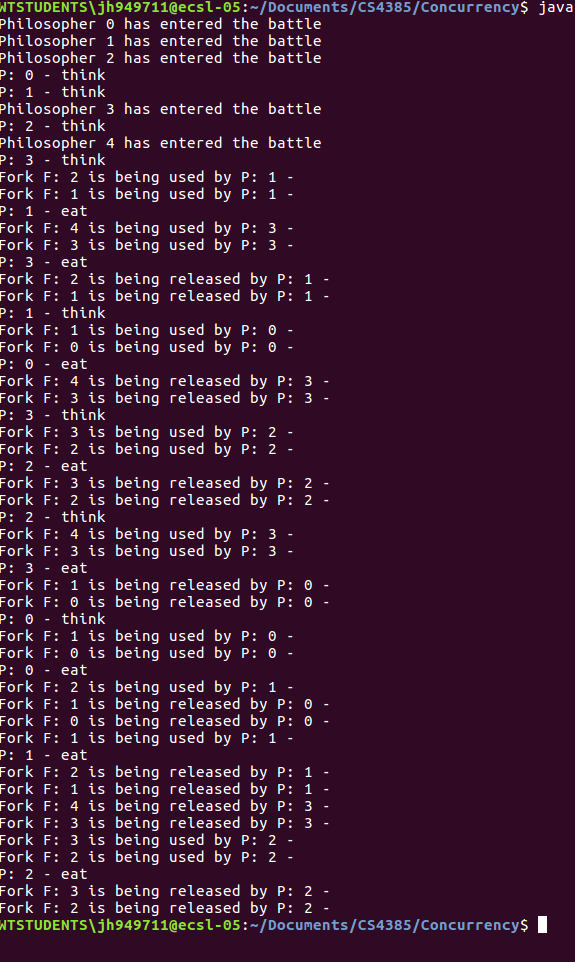 WTSTUDENTS\jh949711@ecsl-05:~/Documents/CS4385/Concurrency$ java
Philosopher 0 has entered the battle
Philosopher 1 has entered the battle
Philosopher 2 has entered the battle
P: 0 - think
P: 1 - think
Philosopher 3 has entered the battle
P: 2 - think
Philosopher 4 has entered the battle
P: 3 - think
Fork F: 2 is being used by P: 1 -
Fork F: 1 is being used by P: 1 -
P: 1 - eat
Fork F: 4 is being used by P: 3 -
Fork F: 3 is being used by P: 3 -
P: 3 - eat
Fork F: 2 is being released by P: 1 -
Fork F: 1 is being released by P: 1 -
P: 1 - think
Fork F: 1 is being used by P: 0 -
Fork F: 0 is being used by P: 0 -
P: 0 - eat
Fork F: 4 is being released by P: 3 -
Fork F: 3 is being released by P: 3 -
P: 3 - think
Fork F: 3 is being used by P: 2 -
Fork F: 2 is being used by P: 2 -
P: 2 - eat
Fork F: 3 is being released by P: 2 -
Fork F: 2 is being released by P: 2 -
P: 2 - think
Fork F: 4 is being used by P: 3 -
Fork F: 3 is being used by P: 3 -
P: 3 - eat
Fork F: 1 is being released by P: 0 -
Fork F: 0 is being released by P: 0 -
P: 0 - think
Fork F: 1 is being used by P: 0 -
Fork F: 0 is being used by P: 0 -
P: 0 - eat
Fork F: 2 is being used by P: 1 -
Fork F: 1 is being released by P: 0 -
Fork F: 0 is being released by P: 0 -
Fork F: 1 is being used by P: 1 -
P: 1 - eat
Fork F: 2 is being released by P: 1 -
Fork F: 1 is being released by P: 1 -
Fork F: 4 is being released by P: 3 -
Fork F: 3 is being released by P: 3 -
Fork F: 3 is being used by P: 2 -
Fork F: 2 is being used by P: 2 -
P: 2 - eat
Fork F: 3 is being released by P: 2 -
Fork F: 2 is being released by P: 2 -
WTSTUDENTS\jh949711@ecsl-05:~/Documents/CS4385/Concurrency$